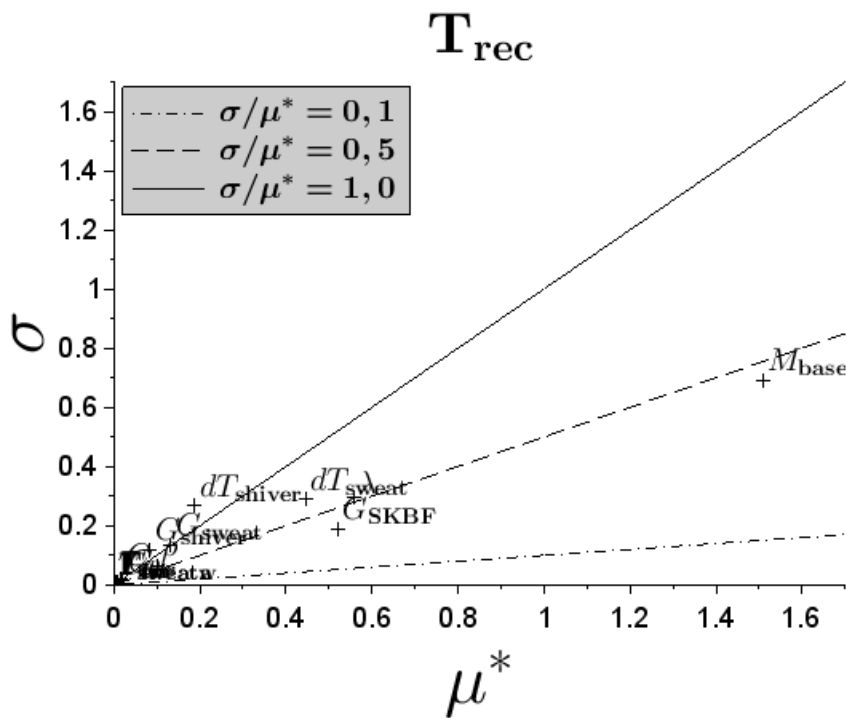 T_rec
σ/μ* = 0,1
σ/μ* = 0,5
σ/μ* = 1,0
1.6
1.4
1.2
1
0.8
0.6
0.4
0.2
0
σ
M_base
dT_shiver
dT_sweat
λ
G_SKBF
G_shiver
G_sweat
0 0.2 0.4 0.6 0.8 1 1.2 1.4 1.6
μ*